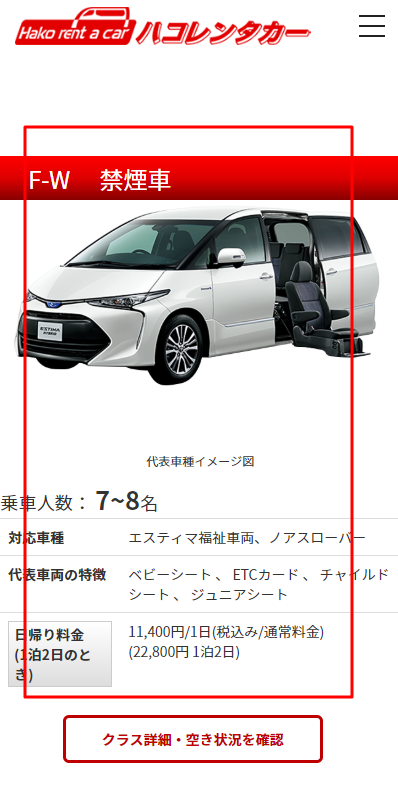 Hako rent a car ハコレンタカー
F-W 禁煙車
ESTIMA
代表車種イメージ図
乗車人数： 7~8名
対応車種 エスティマ福祉車両、ノアスローパー
代表車両の特徴 ベビーシート 、 ETCカード 、 チャイルド
シート 、 ジュニアシート
日帰り料金 11,400円/1日(税込み/通常料金)
(1泊2日のと (22,800円 1泊2日)
き)
クラス詳細・空き状況を確認